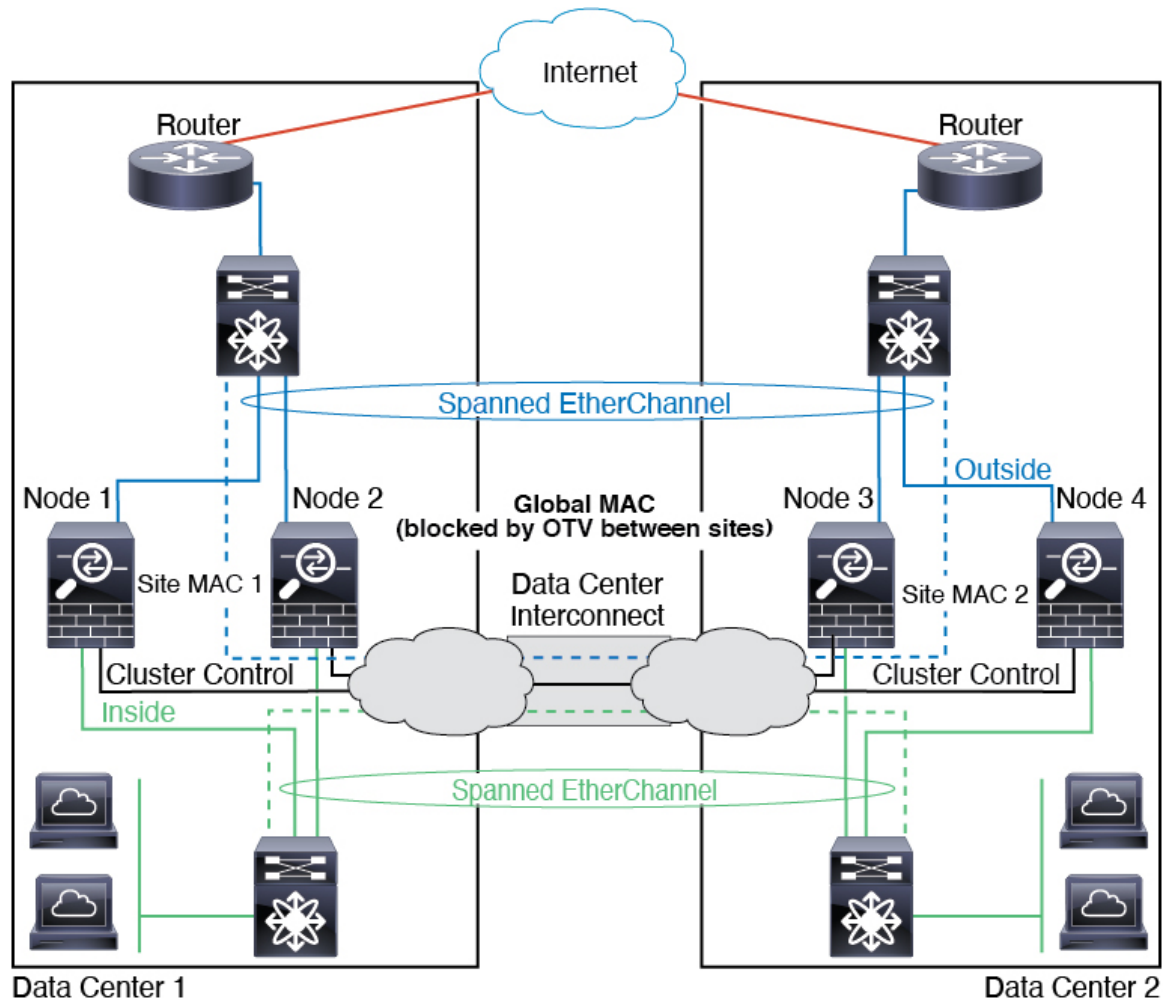 Internet
Router
Router
Spanned EtherChannel
Outside
Node 1
Node 2
Global MAC
(blocked by OTV between sites)
Node 3
Node 4
Site MAC 1
Data Center
Interconnect
Site MAC 2
Cluster Control
Cluster Control
Inside
Spanned EtherChannel
Data Center 1
Data Center 2